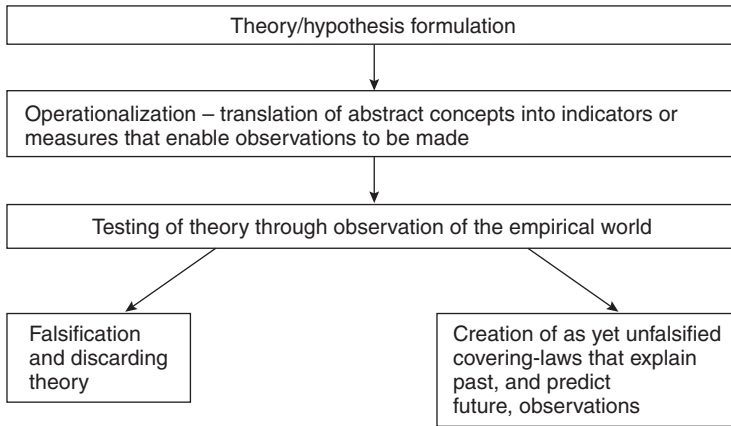 Theory/hypothesis formulation
Operationalization – translation of abstract concepts into indicators or
measures that enable observations to be made
Testing of theory through observation of the empirical world
Falsification
and discarding
theory
Creation of as yet unfalsified
covering-laws that explain
past, and predict
future, observations